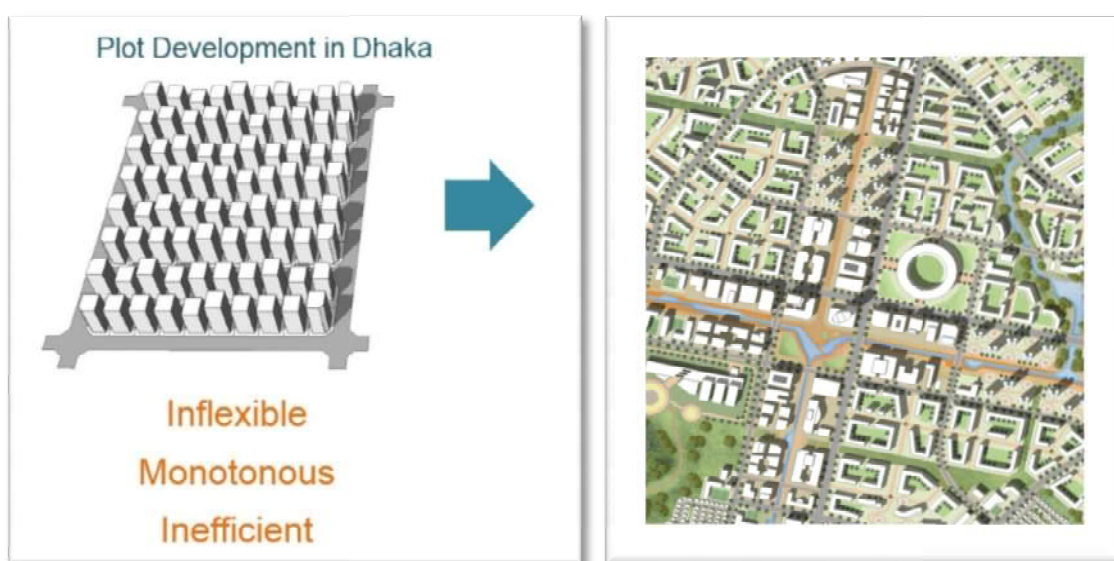 Plot Development in Dhaka
Inflexible
Monotonous
Inefficient